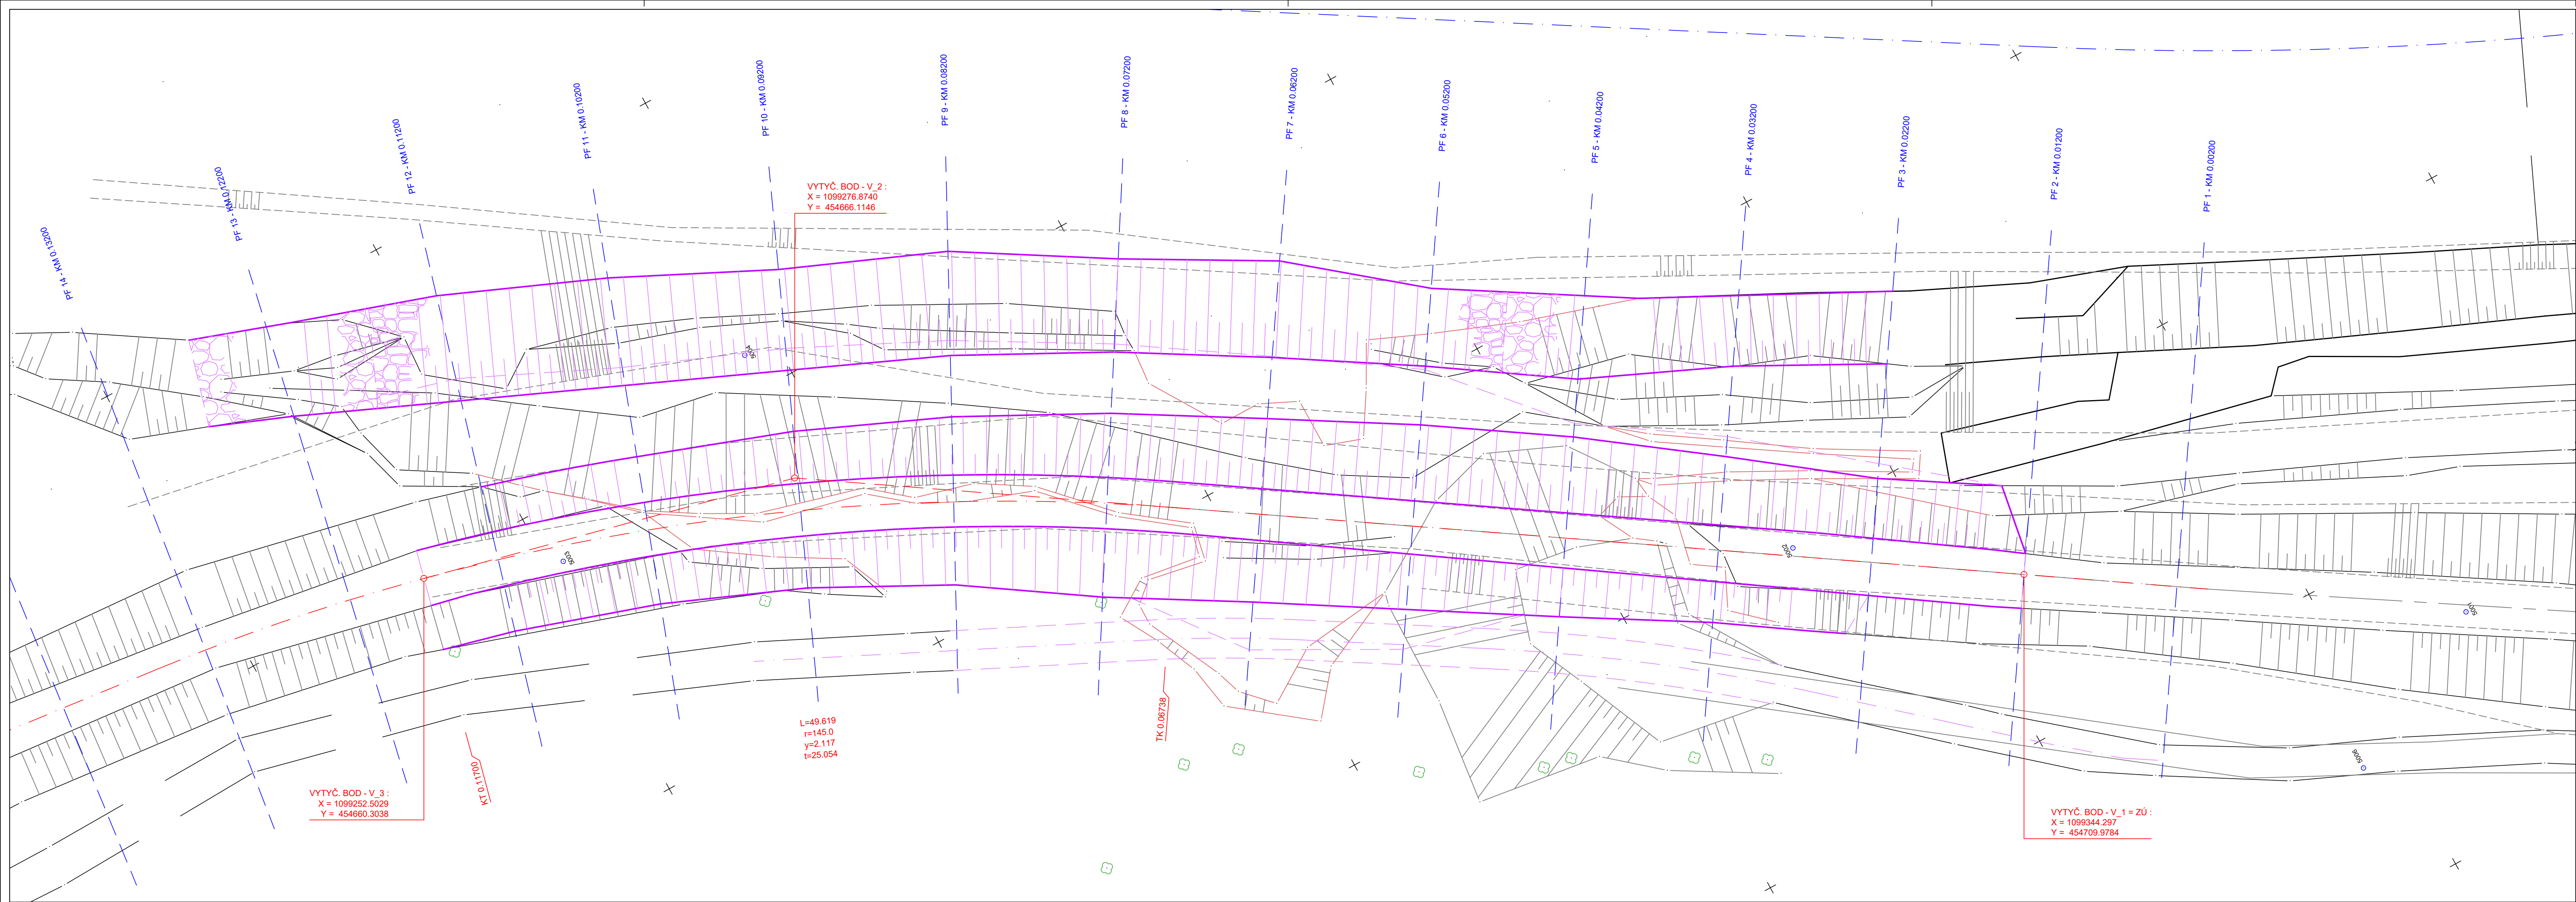 PF 14 - KM 0.13200
PF 13 - KM 0.12200
PF 12 - KM 0.11200
PF 11 - KM 0.10200
PF 10 - KM 0.09200
PF 9 - KM 0.08200
PF 8 - KM 0.07200
PF 7 - KM 0.06200
PF 6 - KM 0.05200
PF 5 - KM 0.04200
PF 4 - KM 0.03200
PF 3 - KM 0.02200
PF 2 - KM 0.01200
PF 1 - KM 0.00200
VYTYČ. BOD - V_2 :
X = 1099276.8740
Y = 454666.1146
5004
5003
5002
5001
5006
L=49.619
r=145.0
y=2.117
t=25.054
TK 0.06738
KT 0.11700
VYTYČ. BOD - V_3 :
X = 1099252.5029
Y = 454660.3038
VYTYČ. BOD - V_1 = ZÚ :
X = 1099344.297
Y = 454709.9784